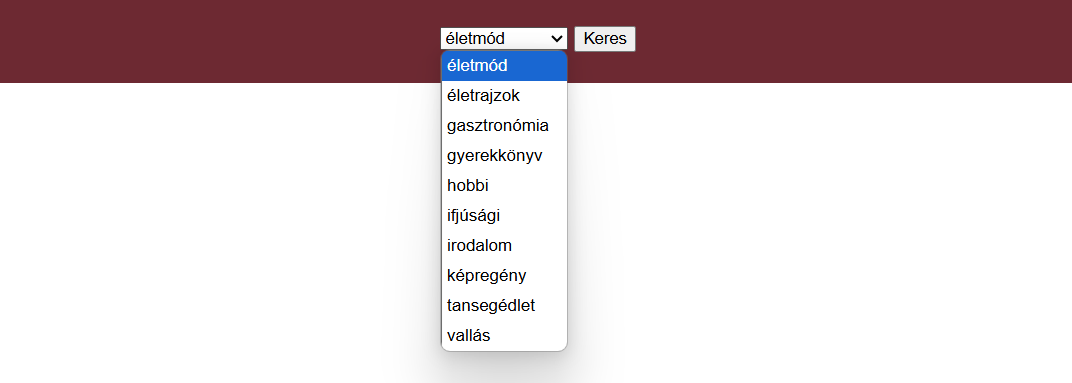 életmód Keres
életmód
életrajzok
gasztronómia
gyerekkönyv
hobbi
ifjúsági
irodalom
képregény
tansegédlet
vallás